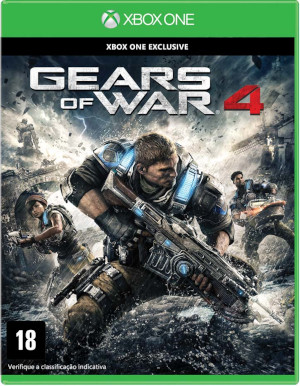 XBOX ONE
XBOX ONE EXCLUSIVE
GEARS
OF WAR 4
18
Verifique a classificação indicativa